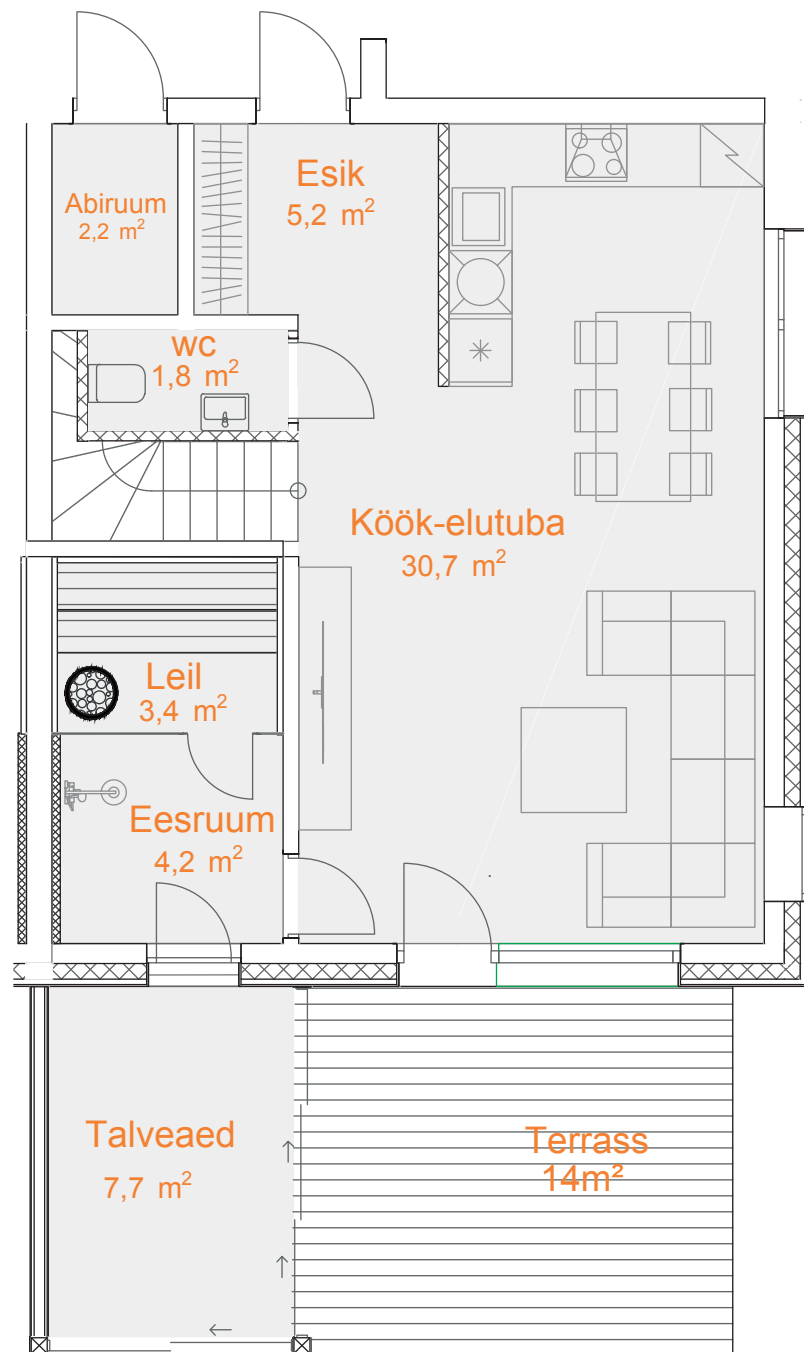 Esik
5,2 m²
Abiruum
2,2 m²
wc
1,8 m²
Köök-elutuba
30,7 m²
Leil
3,4 m²
Eesruum
4,2 m²
Talveaed
7,7 m²
Terrass
14m²